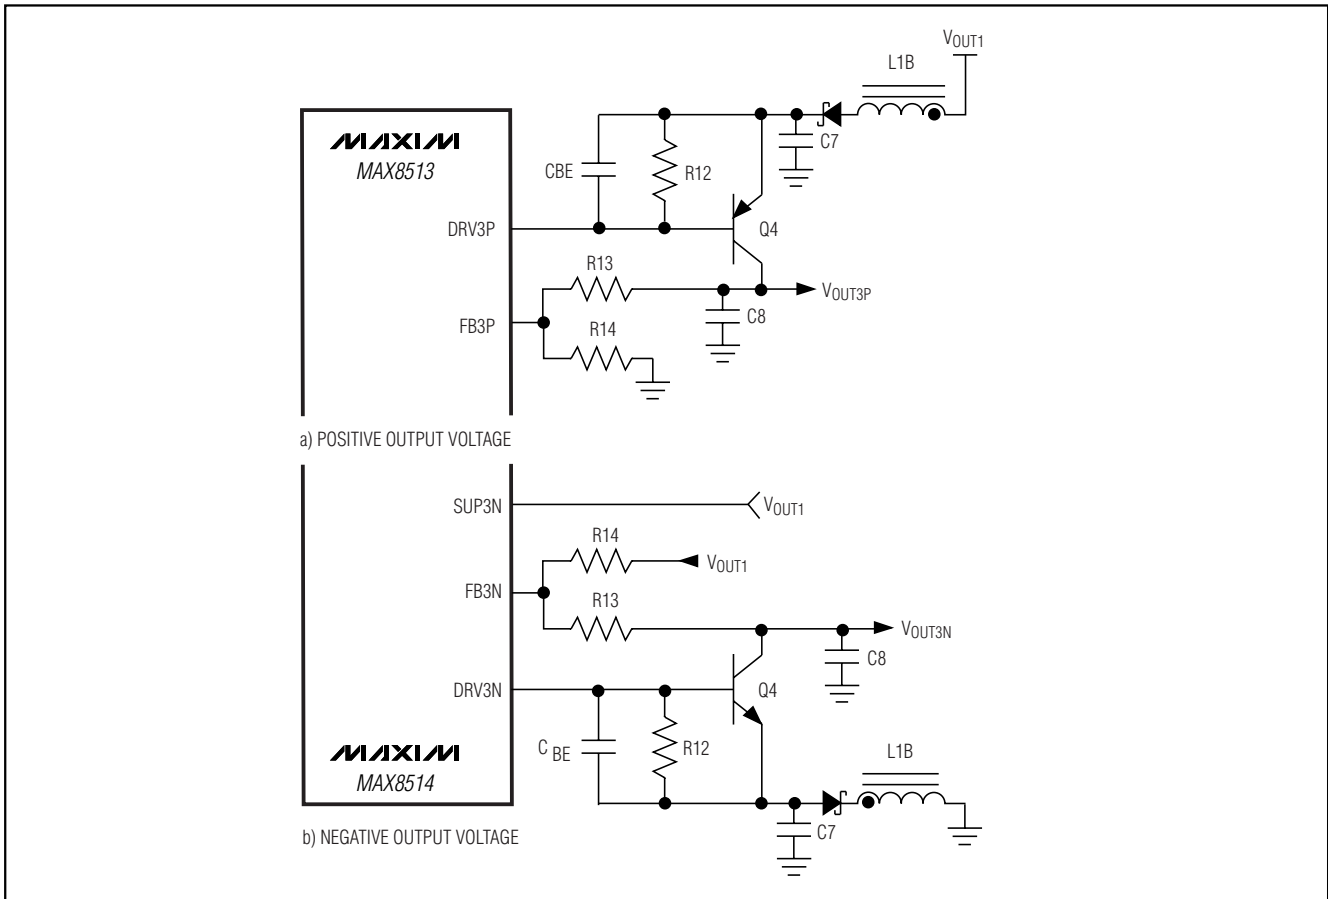 VOUT1
L1B
MAXIM
MAX8513
C7
CBE
R12
DRV3P
Q4
R13
VOUT3P
C8
FB3P
R14
a) POSITIVE OUTPUT VOLTAGE
SUP3N
VOUT1
R14
VOUT1
FB3N
R13
VOUT3N
C8
DRV3N
Q4
C BE
R12
L1B
MAXIM
MAX8514
C7
b) NEGATIVE OUTPUT VOLTAGE